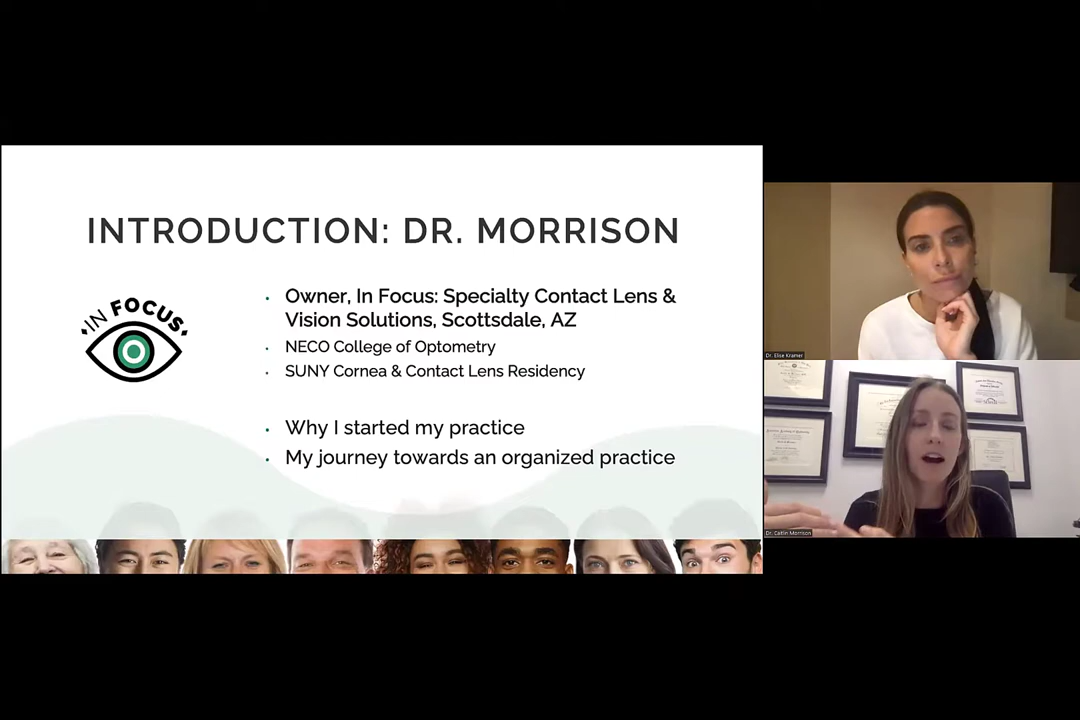 INTRODUCTION: DR. MORRISON
IN FOCUS
• Owner, In Focus: Specialty Contact Lens &
Vision Solutions, Scottsdale, AZ
• NECO College of Optometry
• SUNY Cornea & Contact Lens Residency
• Why I started my practice
• My journey towards an organized practice
Dr. Elise Kramer
Dr. Caitlin Morrison